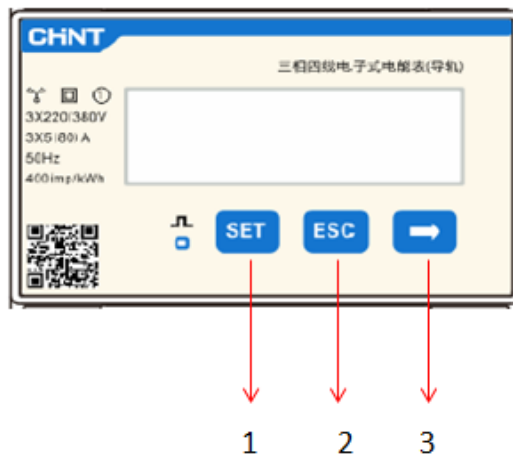 CHNT
三相四线电子式电能表(导轨)
3X220/380V
3X5(80)A
50Hz
400imp/kWh
SET
ESC
1
2
3